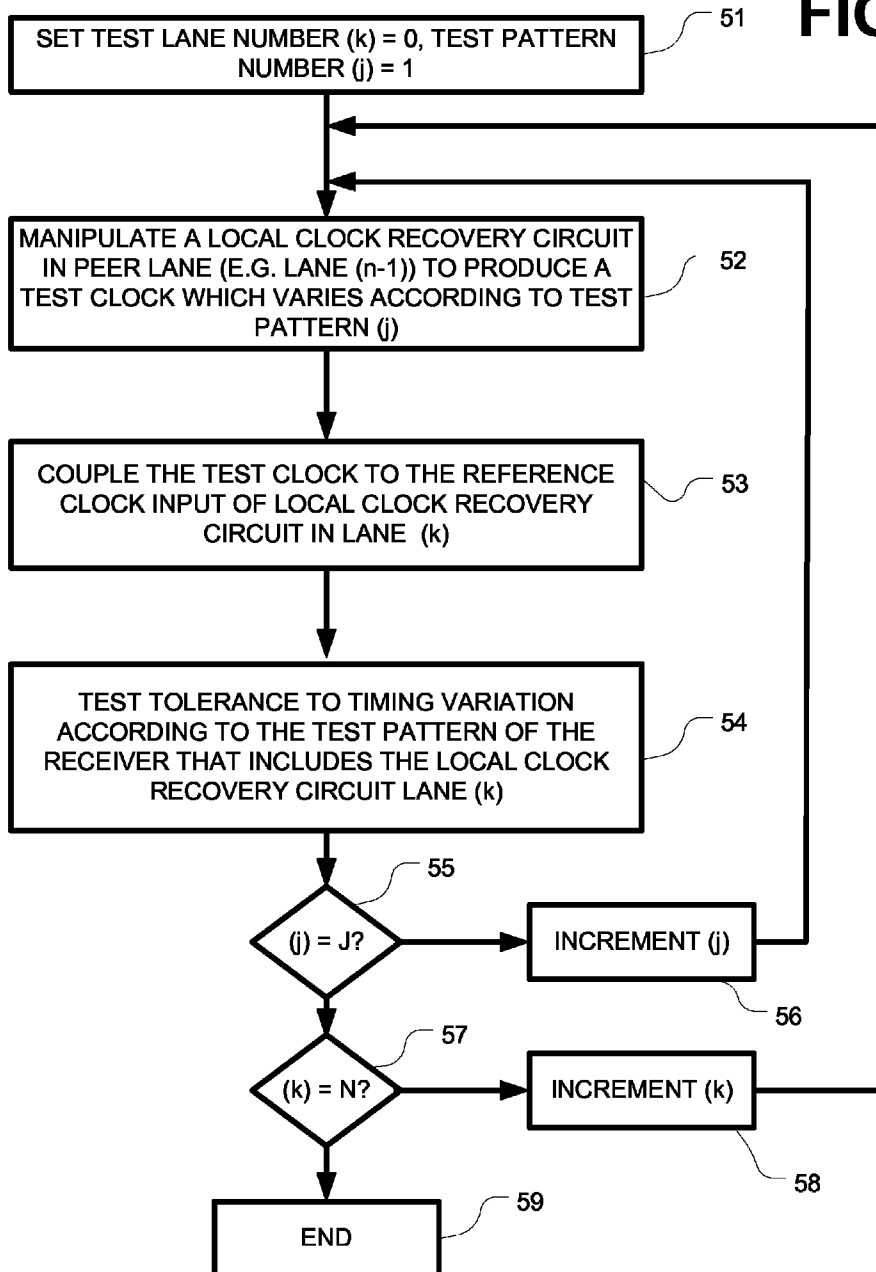 FIG
51
SET TEST LANE NUMBER (k) = 0, TEST PATTERN
NUMBER (j) = 1
MANIPULATE A LOCAL CLOCK RECOVERY CIRCUIT
IN PEER LANE (E.G. LANE (n-1)) TO PRODUCE A
TEST CLOCK WHICH VARIES ACCORDING TO TEST
PATTERN (j)
52
COUPLE THE TEST CLOCK TO THE REFERENCE
CLOCK INPUT OF LOCAL CLOCK RECOVERY
CIRCUIT IN LANE (k)
53
TEST TOLERANCE TO TIMING VARIATION
ACCORDING TO THE TEST PATTERN OF THE
RECEIVER THAT INCLUDES THE LOCAL CLOCK
RECOVERY CIRCUIT LANE (k)
54
55
(j) = J?
INCREMENT (j)
56
57
(k) = N?
INCREMENT (k)
58
59
END